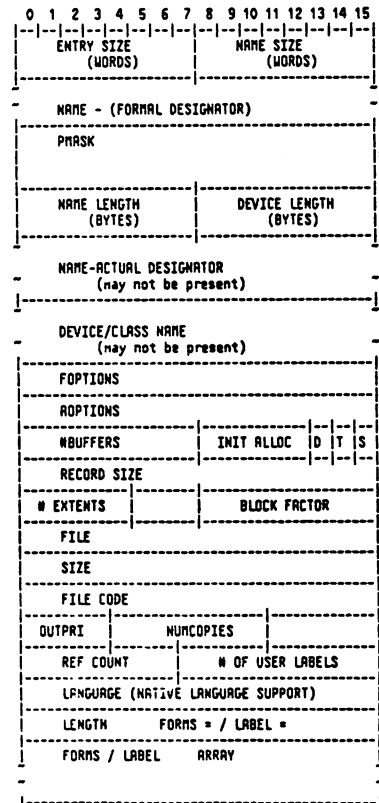 0 1 2 3 4 5 6 7 8 9 10 11 12 13 14 15
ENTRY SIZE NAME SIZE
(WORDS) (WORDS)
NAME - (FORMAL DESIGNATOR)
PMASK
NAME LENGTH DEVICE LENGTH
(BYTES) (BYTES)
NAME-ACTUAL DESIGNATOR
(may not be present)
DEVICE/CLASS NAME
(may not be present)
FOPTIONS
AOPTIONS
#BUFFERS INIT ALLOC D T S
RECORD SIZE
# EXTENTS BLOCK FACTOR
FILE
SIZE
FILE CODE
OUTPRI NUMCOPIES
REF COUNT # OF USER LABELS
LANGUAGE (NATIVE LANGUAGE SUPPORT)
LENGTH FORMS = / LABEL =
FORMS / LABEL ARRAY